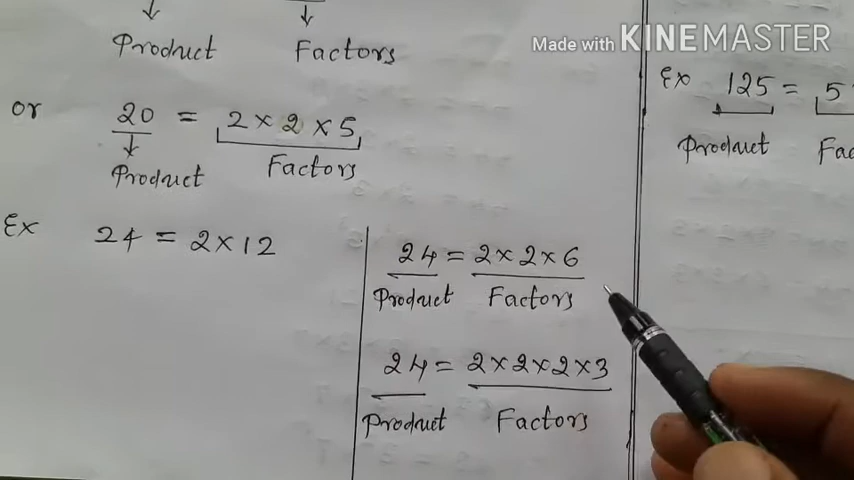 Product Factors
Made with KINEMASTER
or 20 = 2 × 2 × 5
Product Factors
Ex 24 = 2 × 12
24 = 2 × 2 × 6
Product Factors
24 = 2 × 2 × 2 × 3
Product Factors
Ex 125 = 5
Product Fac